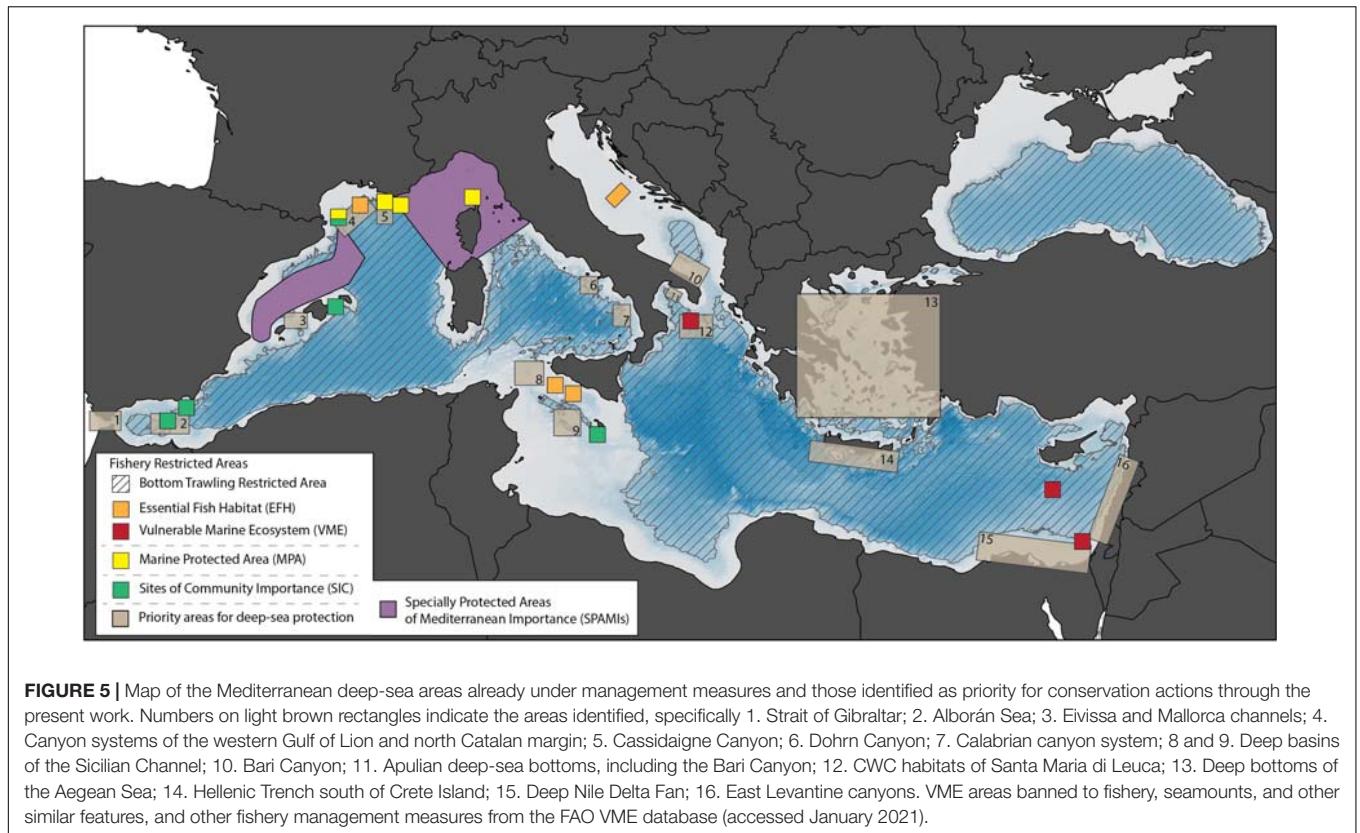 13
10
4
5
6
11
3
7
12
8
1
2
9
14
16
15
Fishery Restricted Areas
Bottom Trawling Restricted Area
Essential Fish Habitat (EFH)
Vulnerable Marine Ecosystem (VME)
Marine Protected Area (MPA)
Sites of Community Importance (SIC)
Priority areas for deep-sea protection
Specially Protected Areas
of Mediterranean Importance (SPAMIs)
FIGURE 5 | Map of the Mediterranean deep-sea areas already under management measures and those identified as priority for conservation actions through the
present work. Numbers on light brown rectangles indicate the areas identified, specifically 1. Strait of Gibraltar; 2. Alborán Sea; 3. Eivissa and Mallorca channels; 4.
Canyon systems of the western Gulf of Lion and north Catalan margin; 5. Cassidaigne Canyon; 6. Dohrn Canyon; 7. Calabrian canyon system; 8 and 9. Deep basins
of the Sicilian Channel; 10. Bari Canyon; 11. Apulian deep-sea bottoms, including the Bari Canyon; 12. CWC habitats of Santa Maria di Leuca; 13. Deep bottoms of
the Aegean Sea; 14. Hellenic Trench south of Crete Island; 15. Deep Nile Delta Fan; 16. East Levantine canyons. VME areas banned to fishery, seamounts, and other
similar features, and other fishery management measures from the FAO VME database (accessed January 2021).